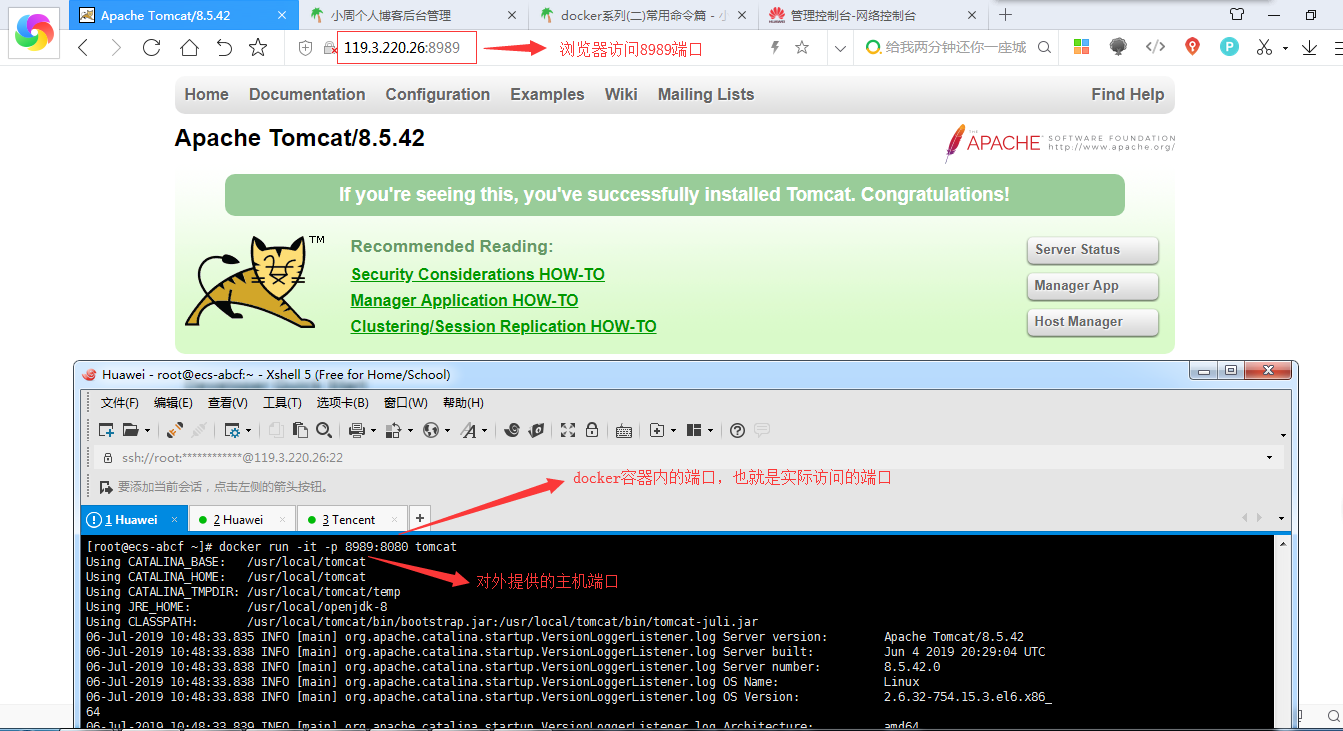 Apache Tomcat/8.5.42
小周个人博客后台管理
docker系列(二)常用命令篇 - 小
管理控制台-网络控制台
119.3.220.26:8989
浏览器访问8989端口
给我两分钟还你一座城
Home Documentation Configuration Examples Wiki Mailing Lists Find Help
Apache Tomcat/8.5.42
THE APACHE SOFTWARE FOUNDATION
http://www.apache.org/
If you're seeing this, you've successfully installed Tomcat. Congratulations!
TM
Recommended Reading:
Security Considerations HOW-TO
Manager Application HOW-TO
Clustering/Session Replication HOW-TO
Server Status
Manager App
Host Manager
Huawei - root@ecs-abcf:~ - Xshell 5 (Free for Home/School)
文件(F) 编辑(E) 查看(V) 工具(T) 选项卡(B) 窗口(W) 帮助(H)
ssh://root:************@119.3.220.26:22
docker容器内的端口，也就是实际访问的端口
要添加当前会话，点击左侧的箭头按钮。
1 Huawei
2 Huawei
3 Tencent
[root@ecs-abcf ~]# docker run -it -p 8989:8080 tomcat
Using CATALINA_BASE: /usr/local/tomcat
Using CATALINA_HOME: /usr/local/tomcat
对外提供的主机端口
Using CATALINA_TMPDIR: /usr/local/tomcat/temp
Using JRE_HOME: /usr/local/openjdk-8
Using CLASSPATH: /usr/local/tomcat/bin/bootstrap.jar:/usr/local/tomcat/bin/tomcat-juli.jar
06-Jul-2019 10:48:33.835 INFO [main] org.apache.catalina.startup.VersionLoggerListener.log Server version: Apache Tomcat/8.5.42
06-Jul-2019 10:48:33.838 INFO [main] org.apache.catalina.startup.VersionLoggerListener.log Server built: Jun 4 2019 20:29:04 UTC
06-Jul-2019 10:48:33.838 INFO [main] org.apache.catalina.startup.VersionLoggerListener.log Server number: 8.5.42.0
06-Jul-2019 10:48:33.838 INFO [main] org.apache.catalina.startup.VersionLoggerListener.log OS Name: Linux
06-Jul-2019 10:48:33.838 INFO [main] org.apache.catalina.startup.VersionLoggerListener.log OS Version: 2.6.32-754.15.3.el6.x86_
64
06-Jul-2019 10:48:33.839 INFO [main] org.apache.catalina.startup.VersionLoggerListener.log Architecture: amd64